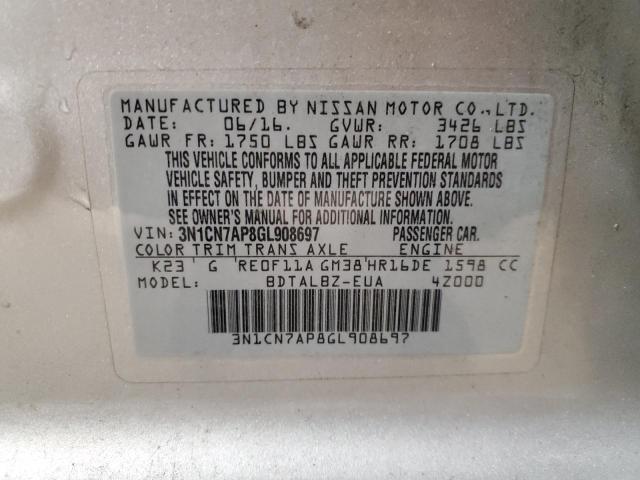 MANUFACTURED BY NISSAN MOTOR CO.,LTD.
DATE: 06/16. GVWR: 3426 LBS
GAWR FR: 1750 LBS GAWR RR: 1708 LBS
THIS VEHICLE CONFORMS TO ALL APPLICABLE FEDERAL MOTOR
VEHICLE SAFETY, BUMPER AND THEFT PREVENTION STANDARDS
IN EFFECT ON THE DATE OF MANUFACTURE SHOWN ABOVE.
SEE OWNER'S MANUAL FOR ADDITIONAL INFORMATION.
VIN: 3N1CN7AP8GL908697 PASSENGER CAR.
COLOR TRIM TRANS AXLE ENGINE
K23 G RE0F11A GM38 HR16DE 1598 CC
MODEL: BDTALBZ-EUA 4Z000
3N1CN7AP8GL908697